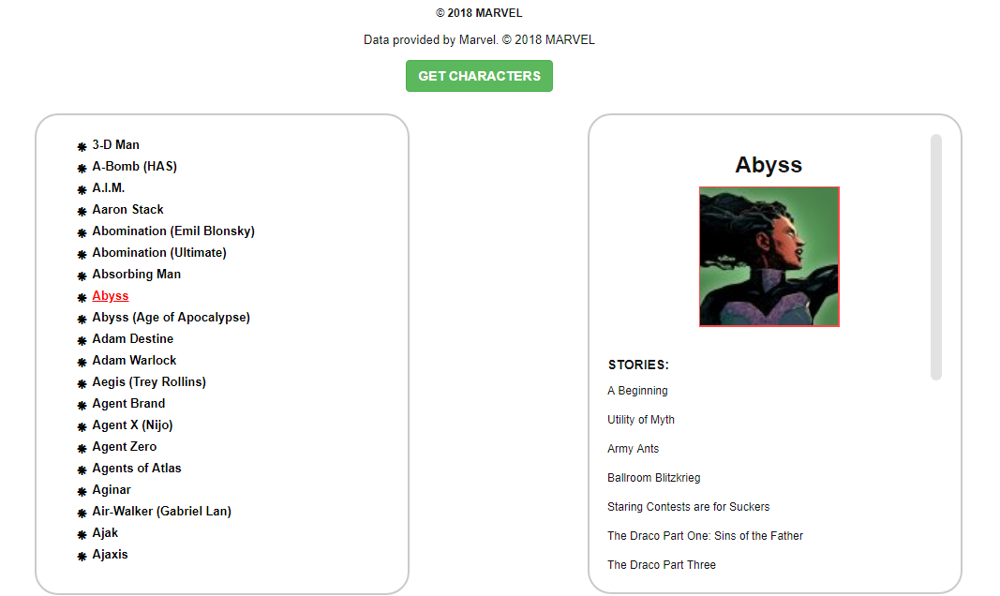 © 2018 MARVEL
Data provided by Marvel. © 2018 MARVEL
GET CHARACTERS
3-D Man
A-Bomb (HAS)
A.I.M.
Aaron Stack
Abomination (Emil Blonsky)
Abomination (Ultimate)
Absorbing Man
Abyss
Abyss (Age of Apocalypse)
Adam Destine
Adam Warlock
Aegis (Trey Rollins)
Agent Brand
Agent X (Nijo)
Agent Zero
Agents of Atlas
Aginar
Air-Walker (Gabriel Lan)
Ajak
Ajaxis
Abyss
STORIES:
A Beginning
Utility of Myth
Army Ants
Ballroom Blitzkrieg
Staring Contests are for Suckers
The Draco Part One: Sins of the Father
The Draco Part Three